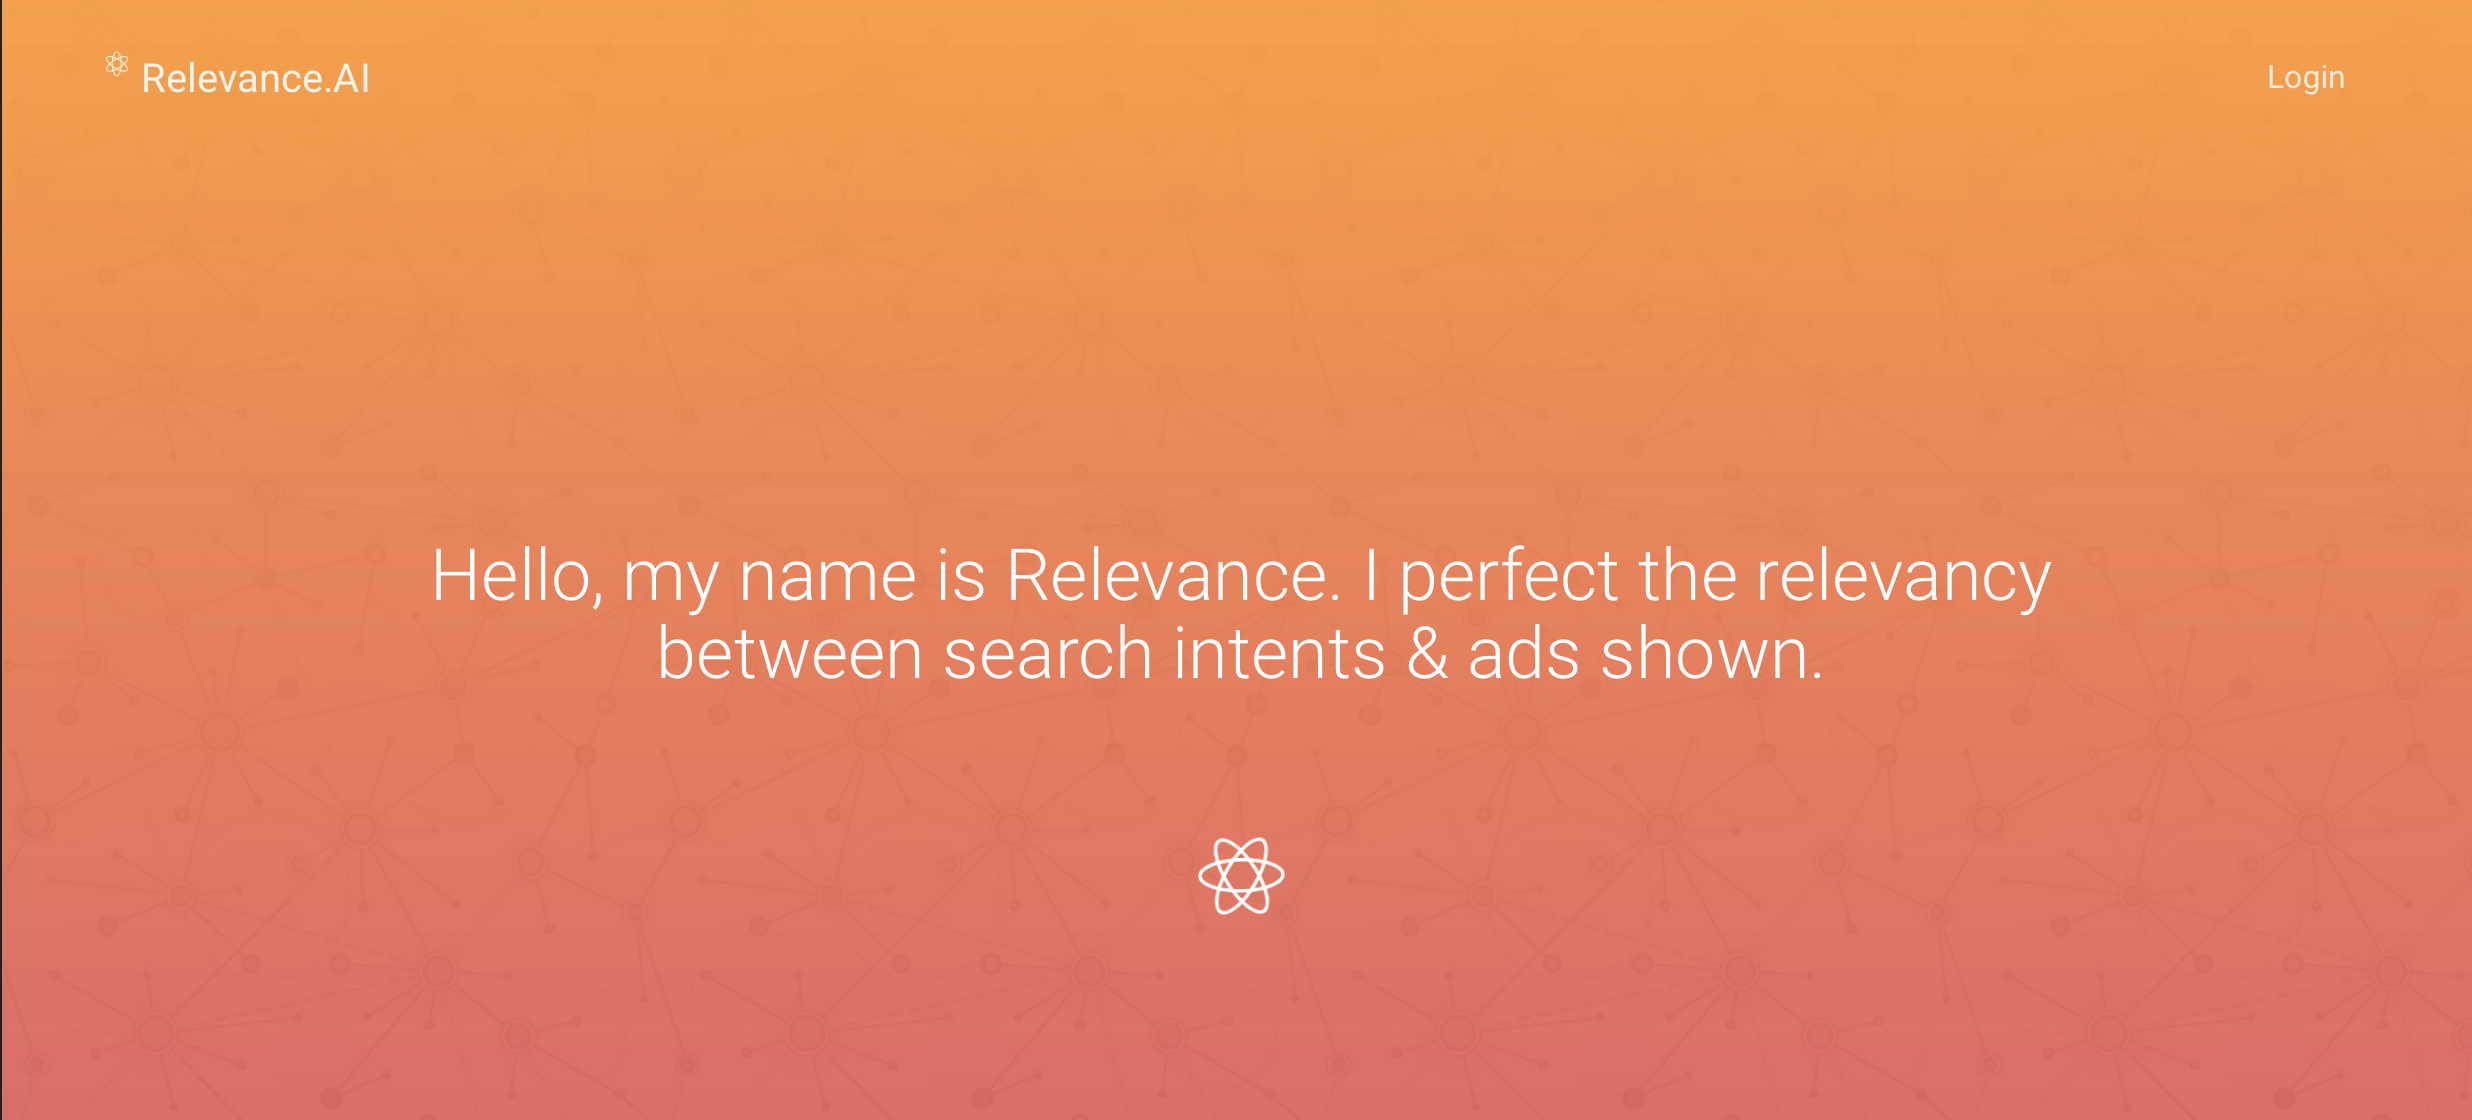 Relevance.AI
Login
Hello, my name is Relevance. I perfect the relevancy
between search intents & ads shown.